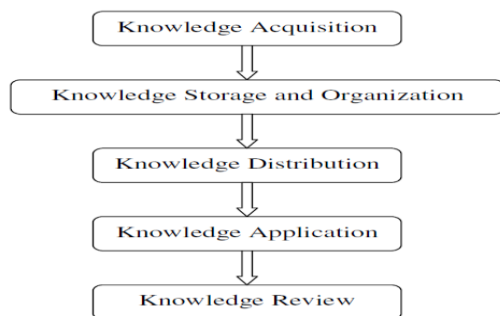 Knowledge Acquisition
Knowledge Storage and Organization
Knowledge Distribution
Knowledge Application
Knowledge Review